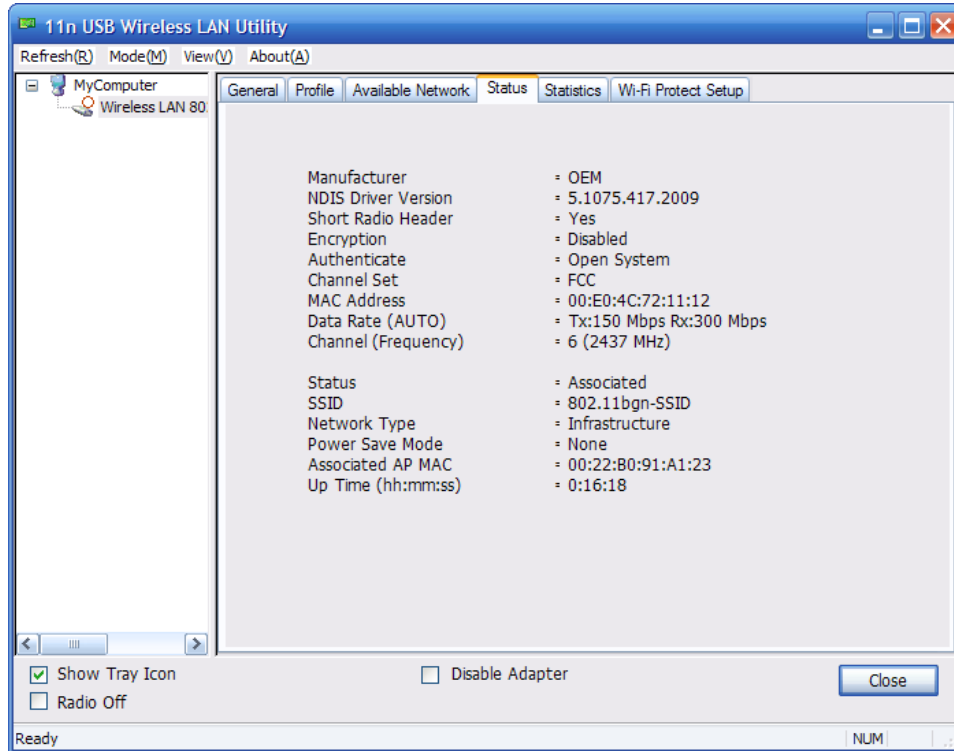 11n USB Wireless LAN Utility
Refresh(R) Mode(M) View(V) About(A)
MyComputer
Wireless LAN 80
General Profile Available Network Status Statistics Wi-Fi Protect Setup
Manufacturer = OEM
NDIS Driver Version = 5.1075.417.2009
Short Radio Header = Yes
Encryption = Disabled
Authenticate = Open System
Channel Set = FCC
MAC Address = 00:E0:4C:72:11:12
Data Rate (AUTO) = Tx:150 Mbps Rx:300 Mbps
Channel (Frequency) = 6 (2437 MHz)
Status = Associated
SSID = 802.11bgn-SSID
Network Type = Infrastructure
Power Save Mode = None
Associated AP MAC = 00:22:B0:91:A1:23
Up Time (hh:mm:ss) = 0:16:18
Show Tray Icon
Disable Adapter
Close
Radio Off
Ready NUM